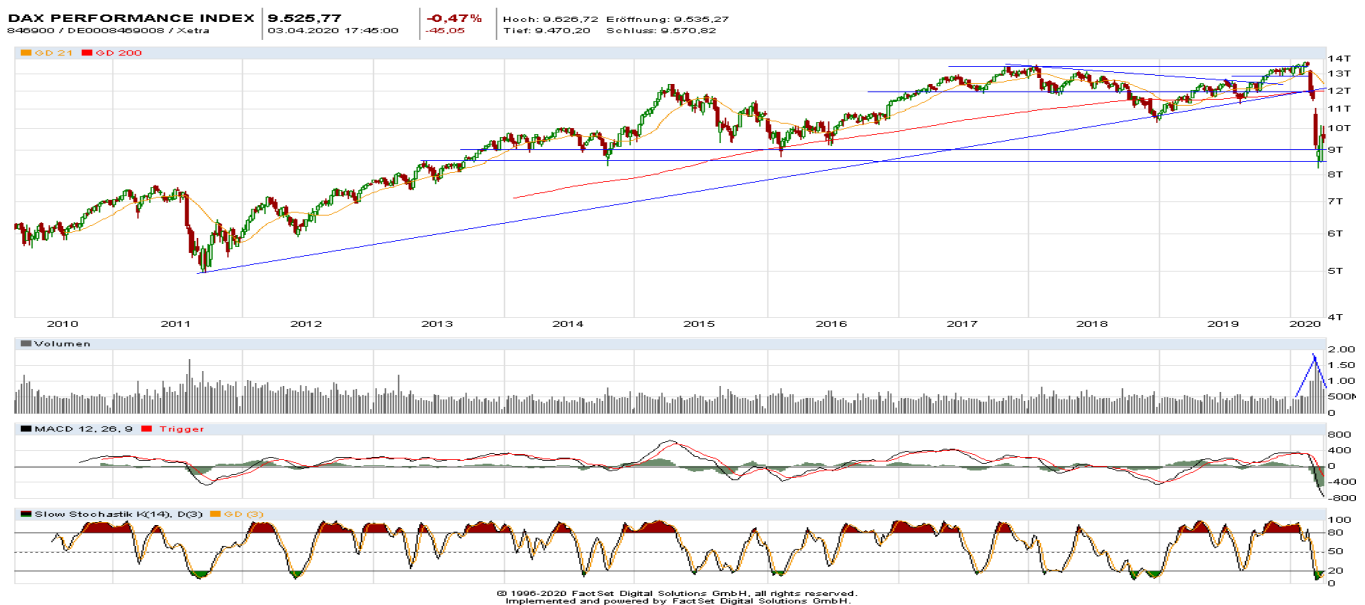 DAX PERFORMANCE INDEX
846900 / DE0008469008 / Xetra
9.525,77
03.04.2020 17:45:00
-0,47%
-45,05
Hoch: 9.626,72 Eröffnung: 9.535,27
Tief: 9.470,20 Schluss: 9.570,82
GD 21 GD 200
14T
13T
12T
11T
10T
9T
8T
7T
6T
5T
4T
2010 2011 2012 2013 2014 2015 2016 2017 2018 2019 2020
Volumen
2.00
1.50
1.00
500M
0
MACD 12, 26, 9 Trigger
800
400
0
-400
-800
Slow Stochastik K(14), D(3) GD (3)
100
80
50
20
0
© 1996-2020 FactSet Digital Solutions GmbH, all rights reserved.
Implemented and powered by FactSet Digital Solutions GmbH.